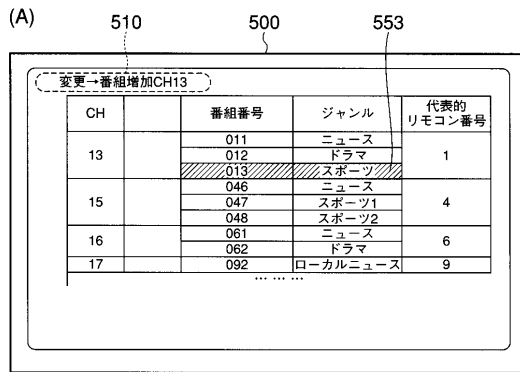 (A)
510 500 553
変更→番組増加CH13
CH 番組番号 ジャンル 代表的リモコン番号
13 011 ニュース 1
012 ドラマ
013 スポーツ
15 046 ニュース 4
047 スポーツ1
048 スポーツ2
16 061 ニュース 6
062 ドラマ
17 092 ローカルニュース 9
… … …